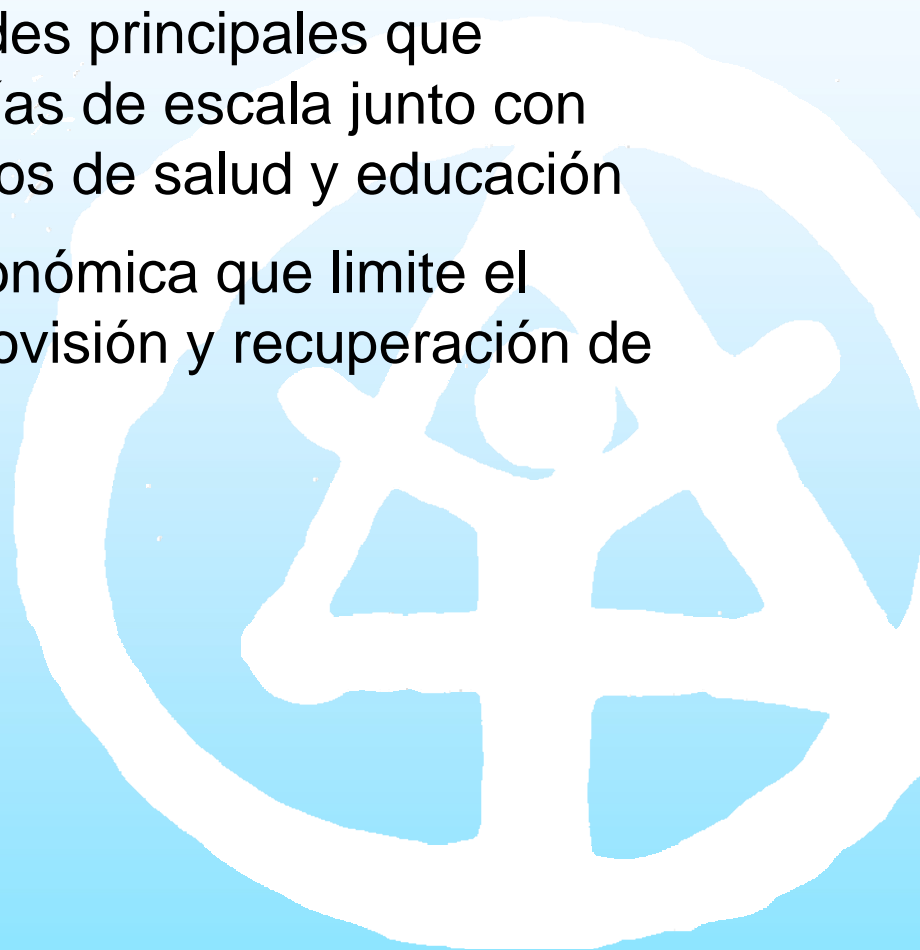 des principales que
ías de escala junto con
os de salud y educación
onómica que limite el
ovisión y recuperación de